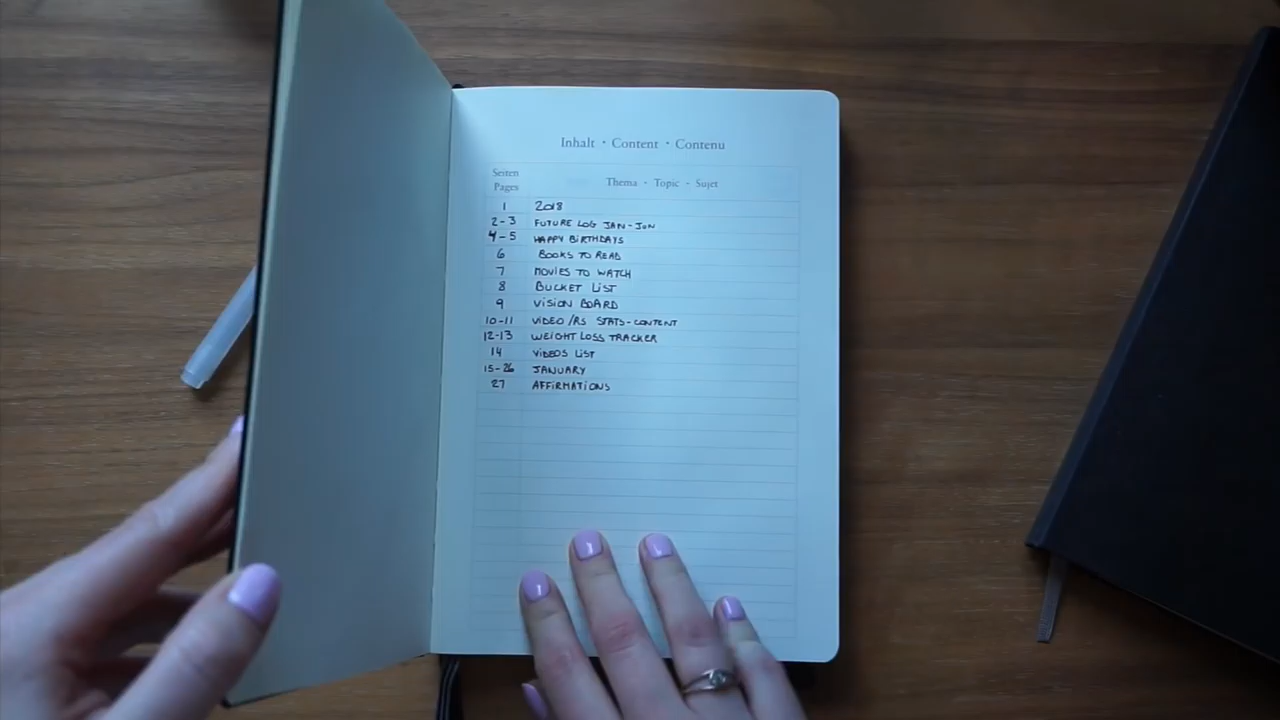 Inhalt · Content · Contenu
Seiten
Pages
Thema · Topic · Sujet
1 2018
2-3 FUTURE LOG JAN-JUN
4-5 HAPPY BIRTHDAYS
6 BOOKS TO READ
7 MOVIES TO WATCH
8 BUCKET LIST
9 VISION BOARD
10-11 VIDEO/RS STATS-CONTENT
12-13 WEIGHT LOSS TRACKER
14 VIDEOS LIST
15-26 JANUARY
27 AFFIRMATIONS